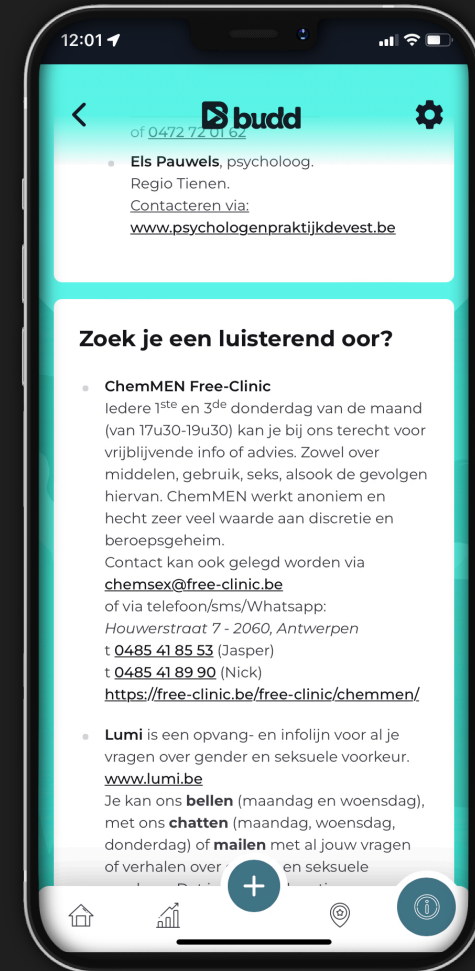 12:01
budd
of 0472 72 01 62
Els Pauwels, psycholoog.
Regio Tienen.
Contacteren via:
www.psychologenpraktijkdevest.be
Zoek je een luisterend oor?
ChemMEN Free-Clinic
Iedere 1ste en 3de donderdag van de maand
(van 17u30-19u30) kan je bij ons terecht voor
vrijblijvende info of advies. Zowel over
middelen, gebruik, seks, alsook de gevolgen
hiervan. ChemMEN werkt anoniem en
hecht zeer veel waarde aan discretie en
beroepsgeheim.
Contact kan ook gelegd worden via
chemsex@free-clinic.be
of via telefoon/sms/Whatsapp:
Houwerstraat 7 - 2060, Antwerpen
t 0485 41 85 53 (Jasper)
t 0485 41 89 90 (Nick)
https://free-clinic.be/free-clinic/chemmen/
Lumi is een opvang- en infolijn voor al je
vragen over gender en seksuele voorkeur.
www.lumi.be
Je kan ons bellen (maandag en woensdag),
met ons chatten (maandag, woensdag,
donderdag) of mailen met al jouw vragen
of verhalen over en seksuele